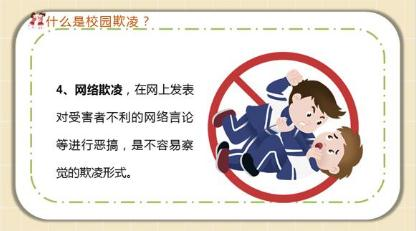 什么是校园欺凌？
4、网络欺凌，在网上发表
对受害者不利的网络言论
等进行恶搞，是不容易察
觉的欺凌形式。